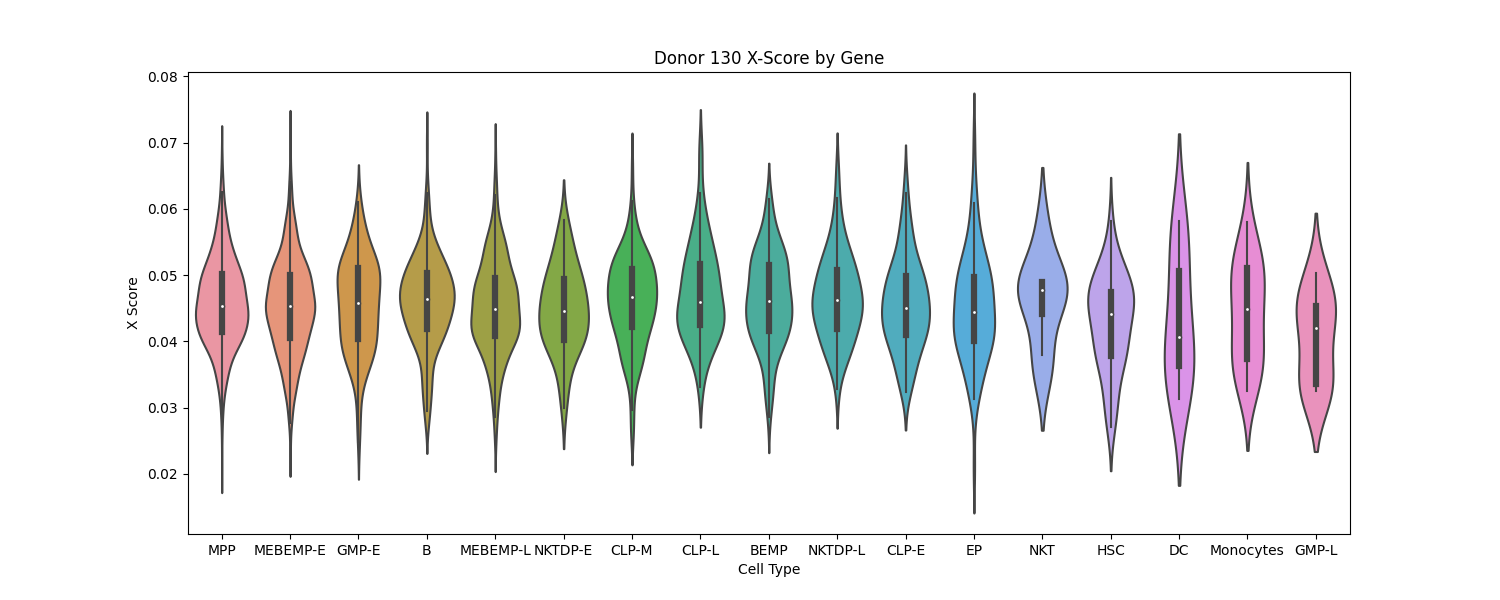 Donor 130 X-Score by Gene
0.08
0.07
0.06
0.05
0.04
0.03
0.02
X Score
MPP MEBEMP-E GMP-E B MEBEMP-L NKTDP-E CLP-M CLP-L BEMP NKTDP-L CLP-E EP NKT HSC DC Monocytes GMP-L
Cell Type